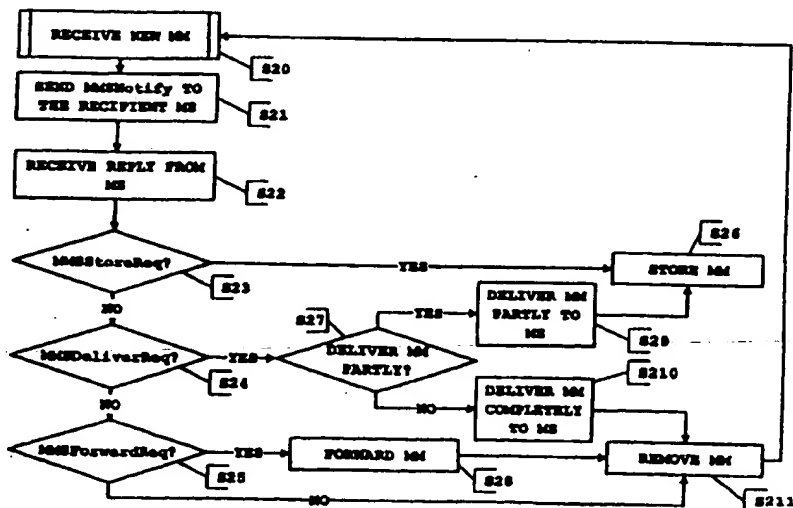 RECEIVE NEW MM
S20
SEND MMSNotify TO
THE RECIPIENT MS
S21
RECEIVE REPLY FROM
MS
S22
MMSStoreReq?
S23
YES
STORE MM
S26
NO
MMSDeliverReq?
S24
YES
S27
DELIVER MM
PARTLY?
YES
DELIVER MM
PARTLY TO
MS
S29
NO
DELIVER MM
COMPLETELY
TO MS
S210
NO
MMSForwardReq?
S25
YES
FORWARD MM
S28
REMOVE MM
S211
NO